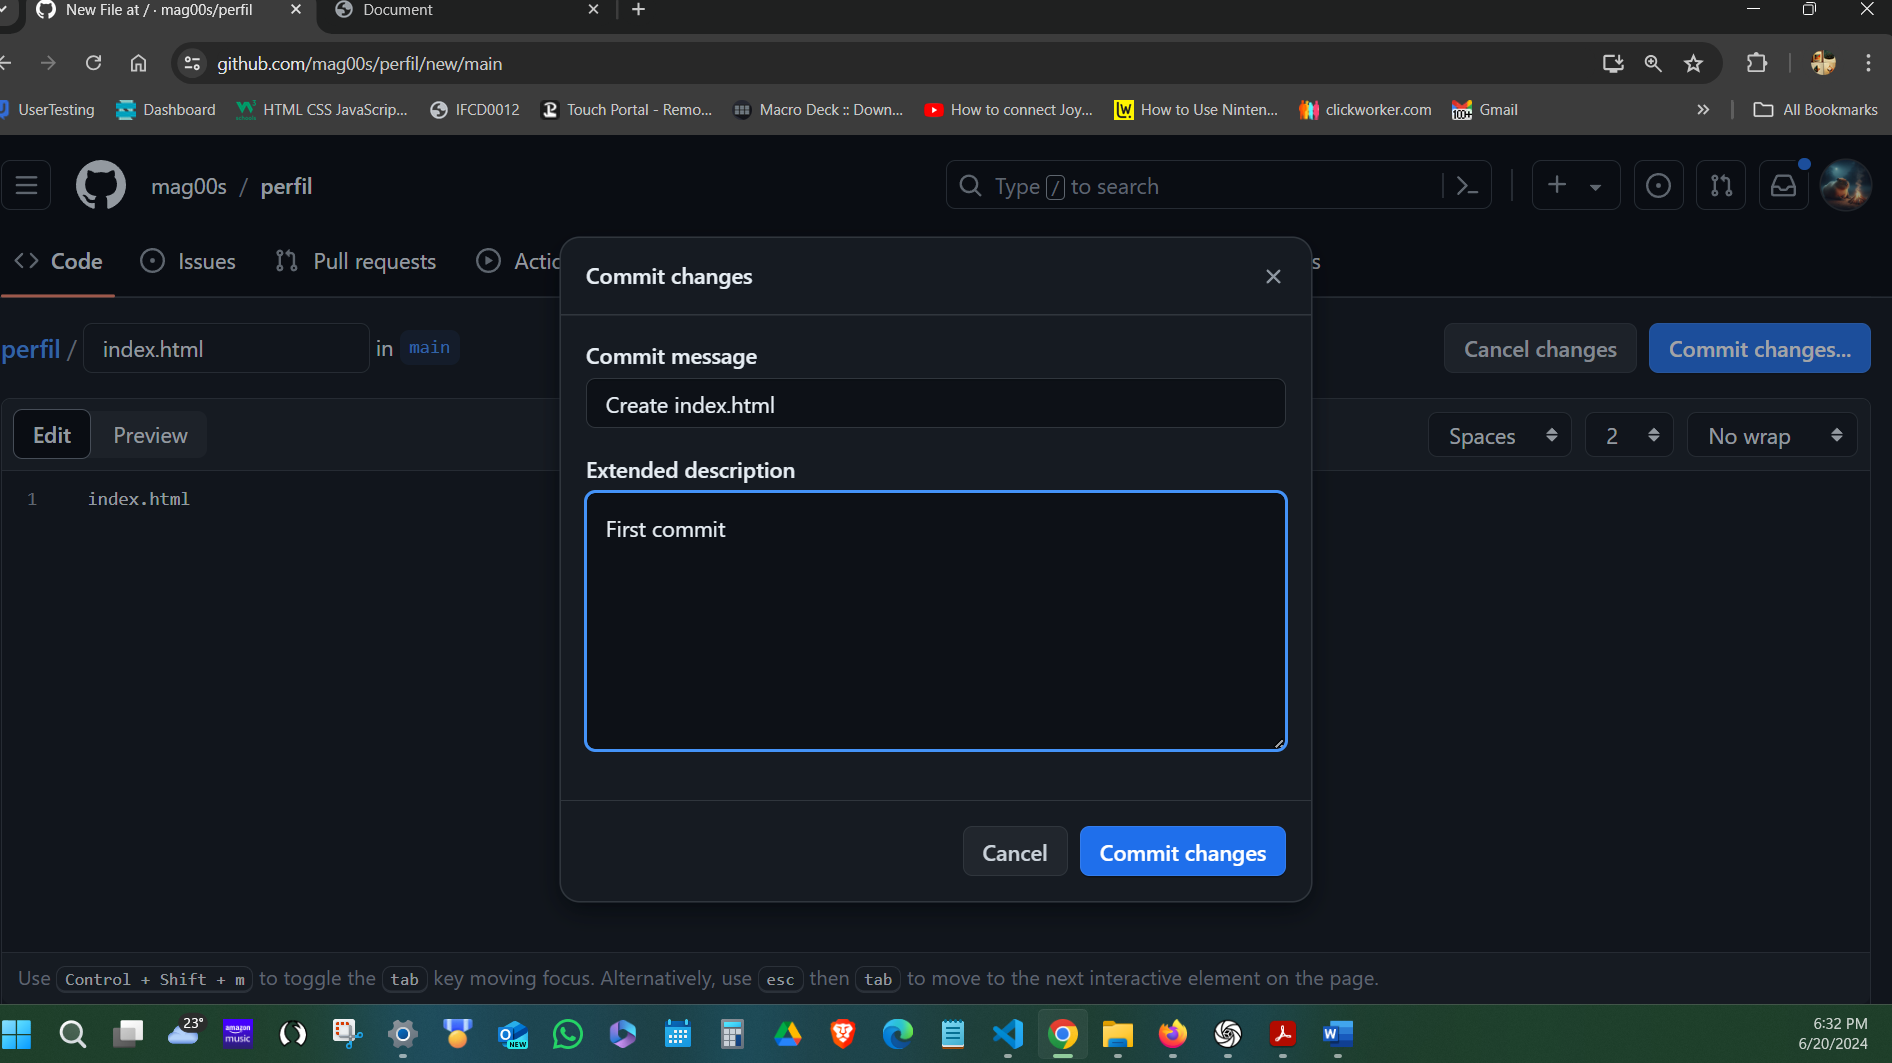 New File at / · mag00s/perfil
Document
github.com/mag00s/perfil/new/main
UserTesting
Dashboard
HTML CSS JavaScrip...
IFCD0012
Touch Portal - Remo...
Macro Deck :: Down...
How to connect Joy...
How to Use Ninten...
clickworker.com
100+
Gmail
All Bookmarks
mag00s / perfil
Type / to search
Code
Issues
Pull requests
Actio
s
perfil / index.html in main
Cancel changes
Commit changes...
Edit
Preview
Spaces
2
No wrap
1 index.html
Commit changes
Commit message
Create index.html
Extended description
First commit
Cancel
Commit changes
Use Control + Shift + m to toggle the tab key moving focus. Alternatively, use esc then tab to move to the next interactive element on the page.
23°
amazon music
NEW
6:32 PM
6/20/2024